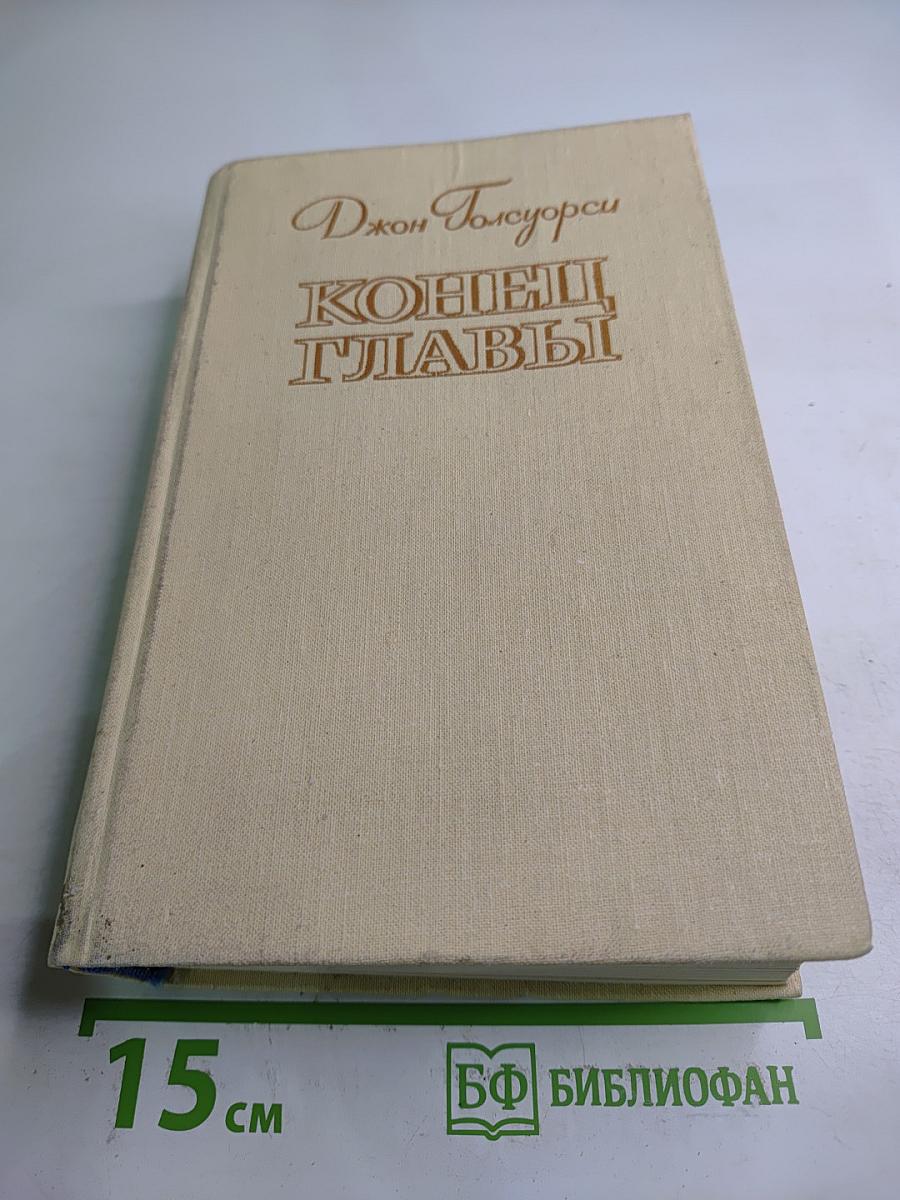 Джон Голсуорси
КОНЕЦ
ГЛАВЫ
15 см
БФ БИБЛИОФАН